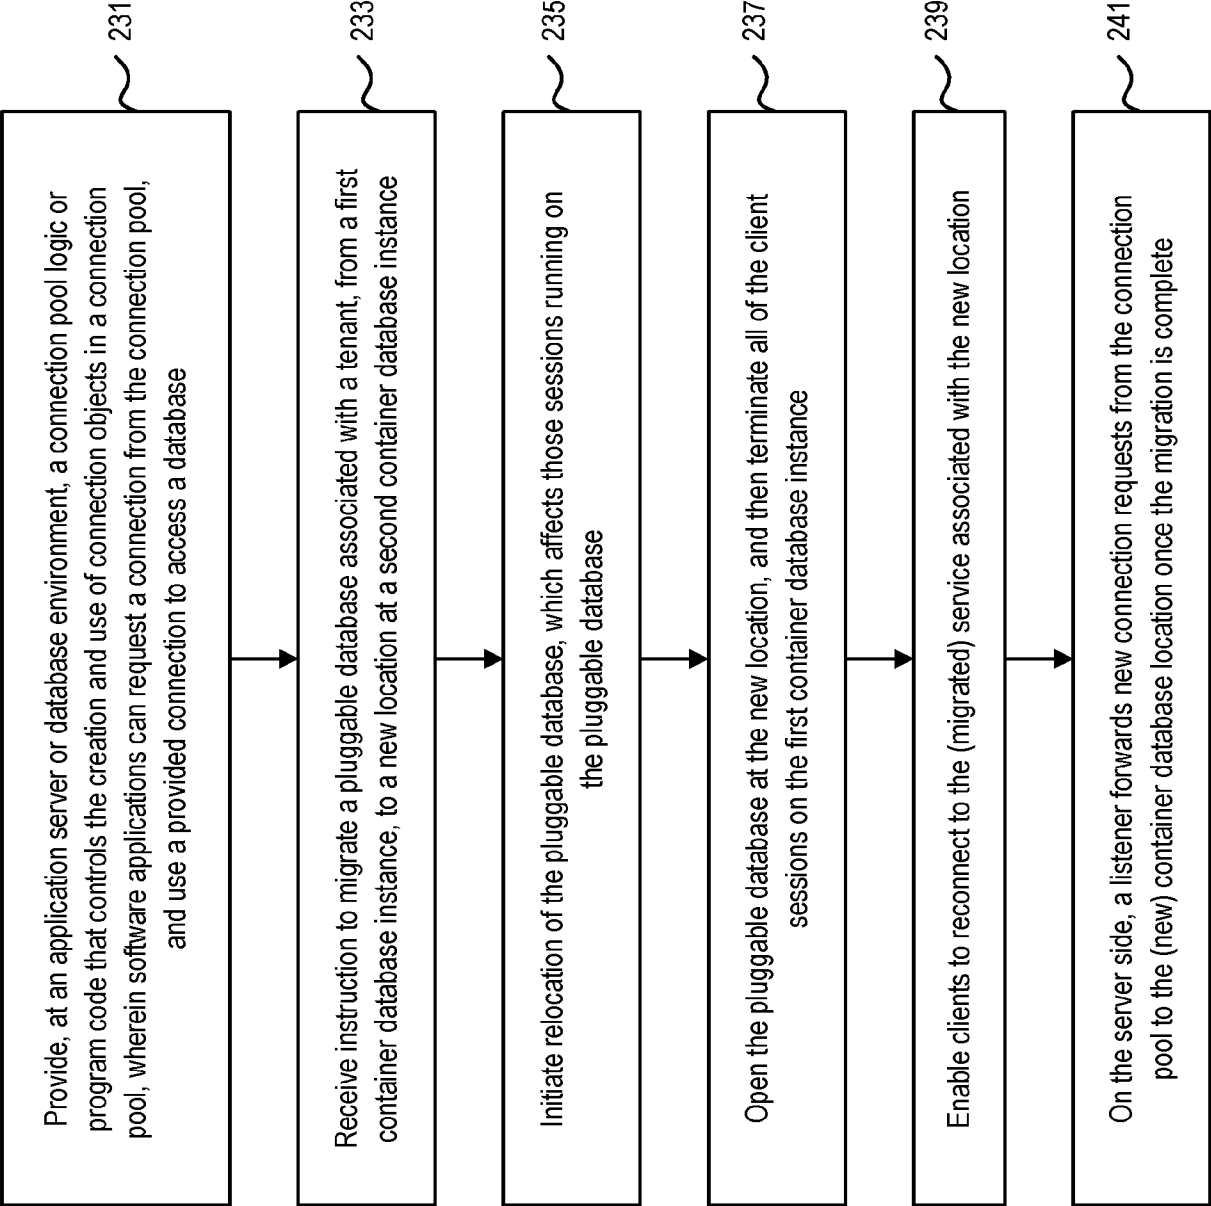 231
Provide, at an application server or database environment, a connection pool logic or
program code that controls the creation and use of connection objects in a connection
pool, wherein software applications can request a connection from the connection pool,
and use a provided connection to access a database
233
Receive instruction to migrate a pluggable database associated with a tenant, from a first
container database instance, to a new location at a second container database instance
235
Initiate relocation of the pluggable database, which affects those sessions running on
the pluggable database
237
Open the pluggable database at the new location, and then terminate all of the client
sessions on the first container database instance
239
Enable clients to reconnect to the (migrated) service associated with the new location
241
On the server side, a listener forwards new connection requests from the connection
pool to the (new) container database location once the migration is complete